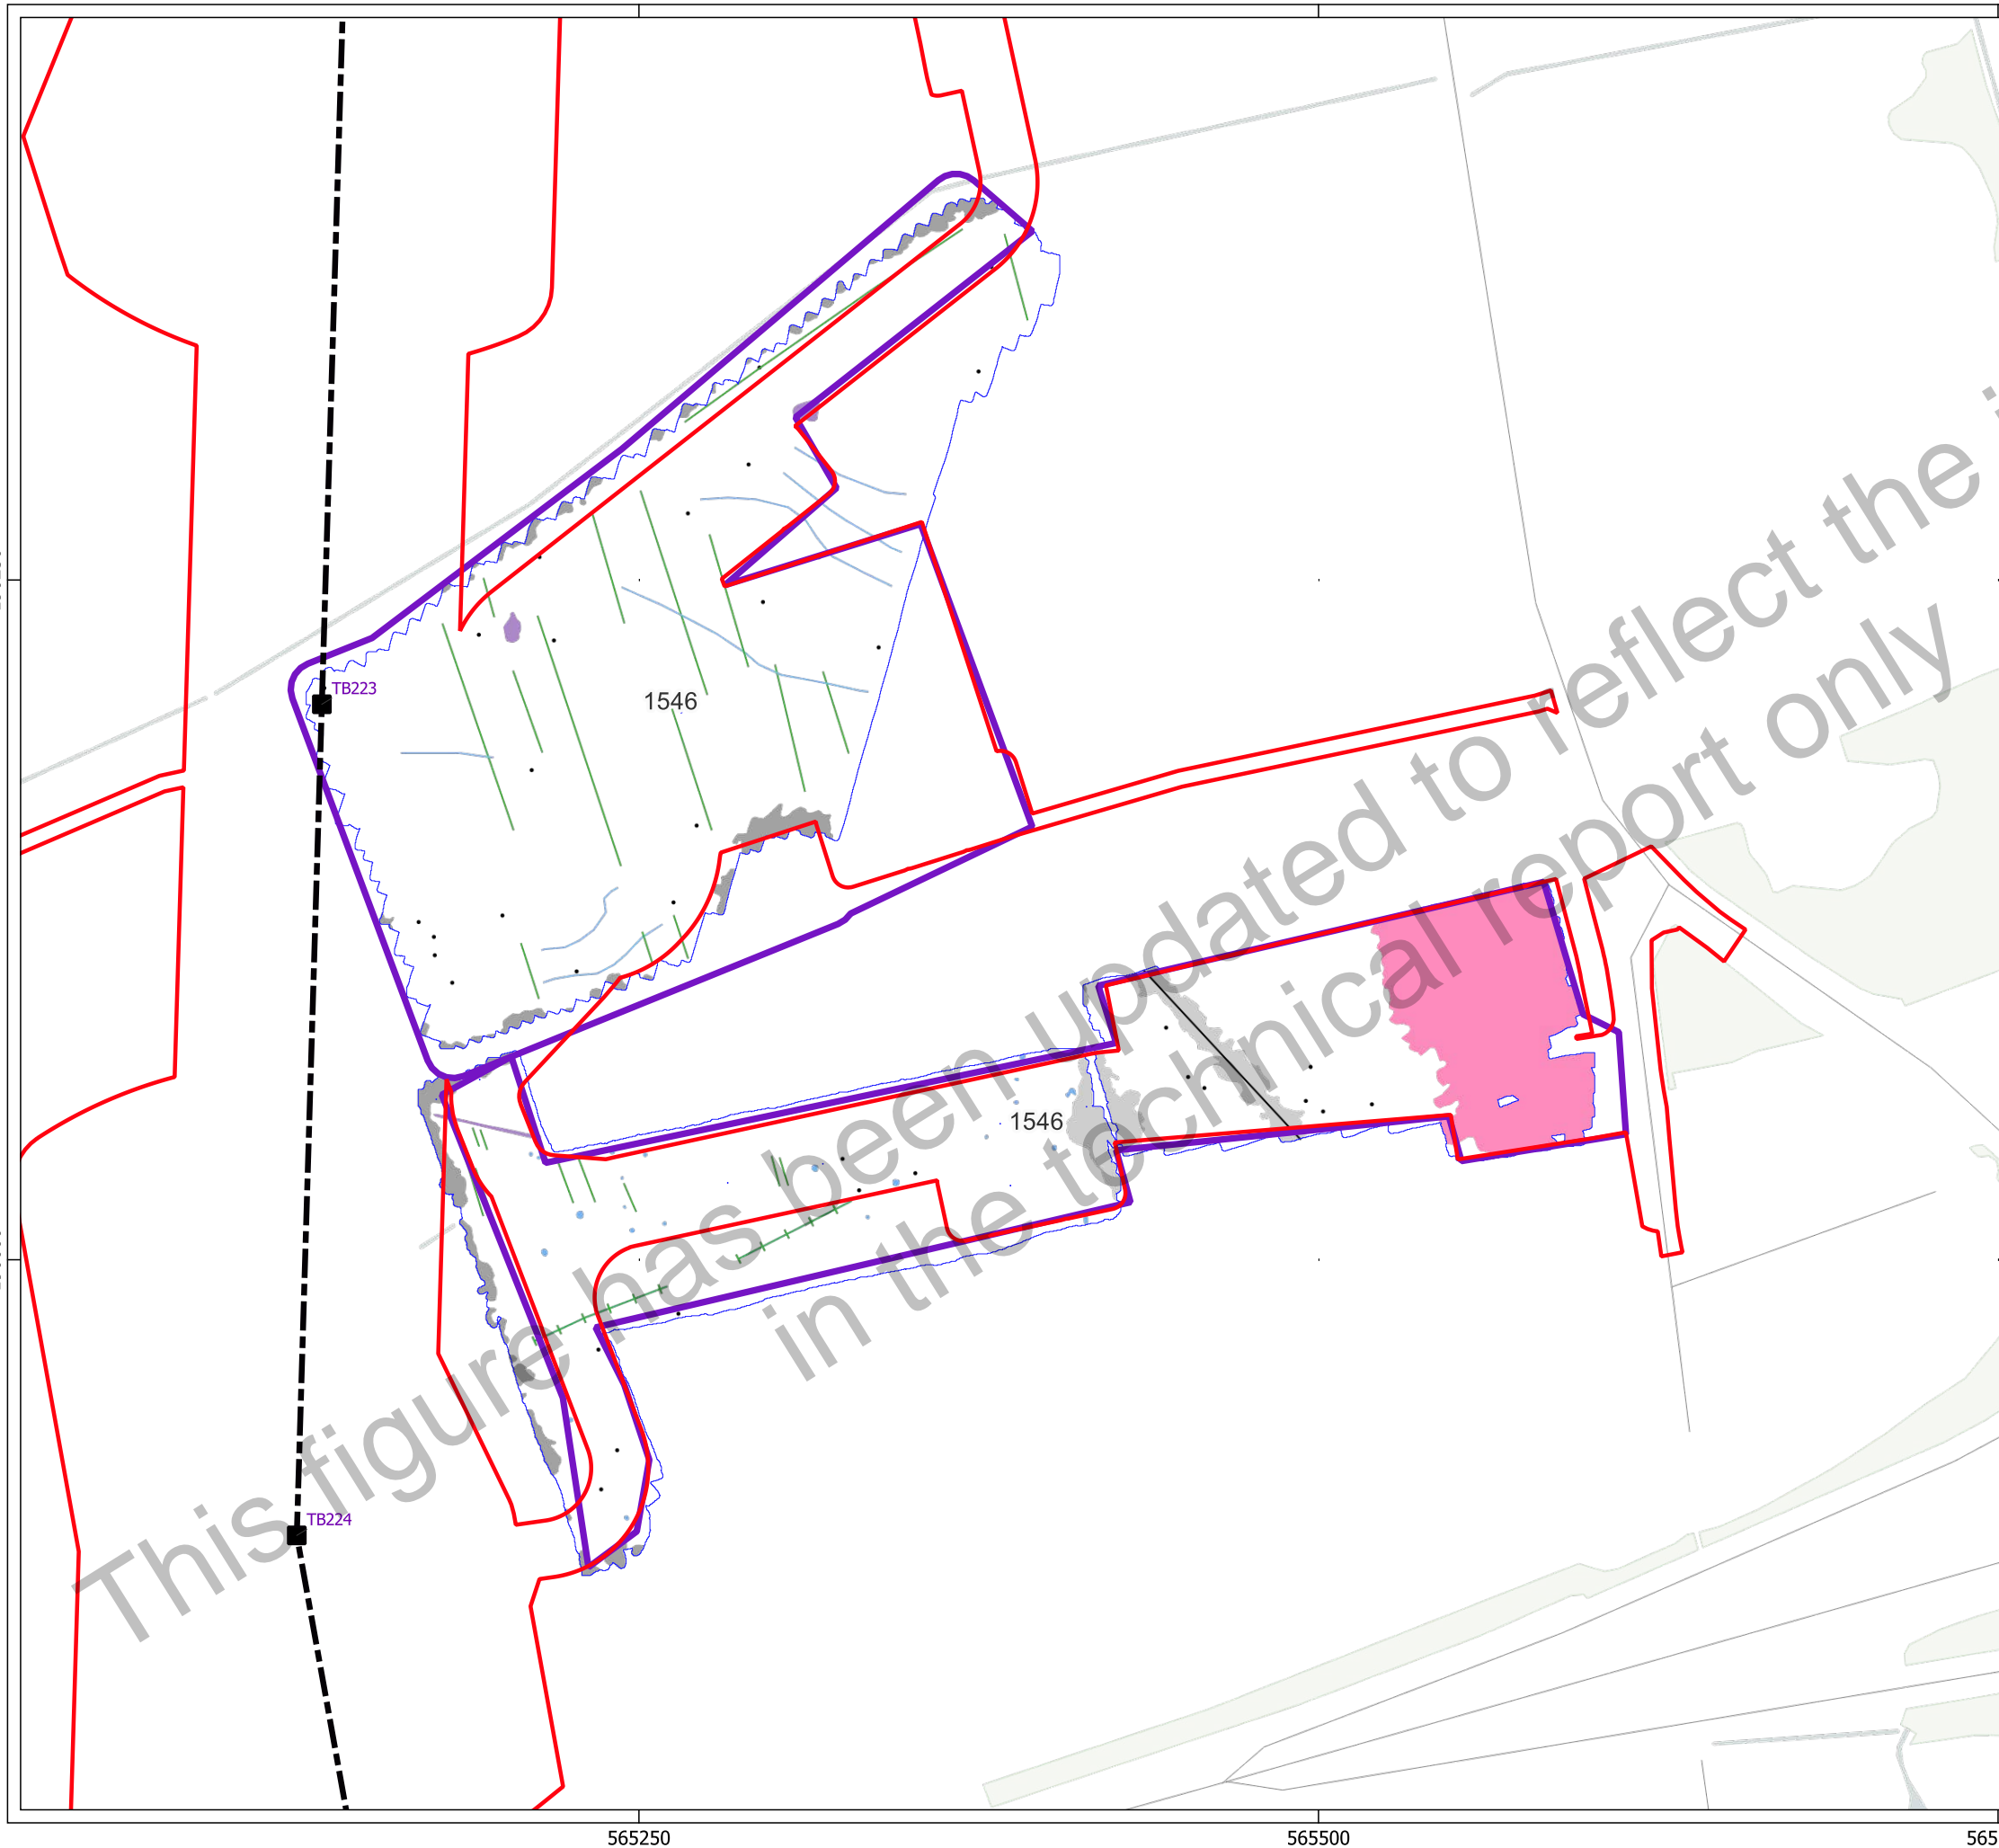 TB223
1546
This figure has been updated to reflect the
in the technical report only
1546
TB224
565250
565500
565